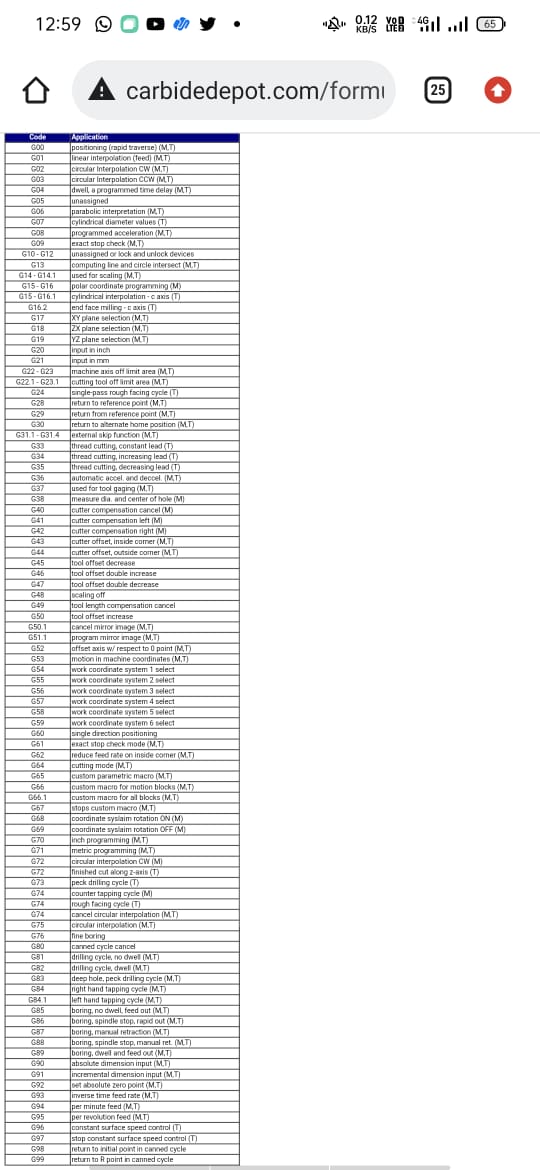 12:59
0.12 KB/S
VoD LTE
4G
65
carbidedepot.com/form
25
Code Application
G00 positioning (rapid traverse) (M,T)
G01 linear interpolation (feed) (M,T)
G02 circular Interpolation CW (M,T)
G03 circular Interpolation CCW (M,T)
G04 dwell, a programmed time delay (M,T)
G05 unassigned
G06 parabolic interpretation (M,T)
G07 cylindrical diameter values (T)
G08 programmed acceleration (M,T)
G09 exact stop check (M,T)
G10 - G12 unassigned or lock and unlock devices
G13 computing line and circle intersect (M,T)
G14 - G14.1 used for scaling (M,T)
G15 - G16 polar coordinate programming (M)
G15 - G16.1 cylindrical interpolation - c axis (T)
G16.2 end face milling - c axis (T)
G17 XY plane selection (M,T)
G18 ZX plane selection (M,T)
G19 YZ plane selection (M,T)
G20 input in inch
G21 input in mm
G22 - G23 machine axis off limit area (M,T)
G22.1 - G23.1 cutting tool off limit area (M,T)
G24 single-pass rough facing cycle (T)
G28 return to reference point (M,T)
G29 return from reference point (M,T)
G30 return to alternate home position (M,T)
G31.1 - G31.4 external skip function (M,T)
G33 thread cutting, constant lead (T)
G34 thread cutting, increasing lead (T)
G35 thread cutting, decreasing lead (T)
G36 automatic accel. and deccel. (M,T)
G37 used for tool gaging (M,T)
G38 measure dia. and center of hole (M)
G40 cutter compensation cancel (M)
G41 cutter compensation left (M)
G42 cutter compensation right (M)
G43 cutter offset, inside corner (M,T)
G44 cutter offset, outside corner (M,T)
G45 tool offset decrease
G46 tool offset double increase
G47 tool offset double decrease
G48 scaling off
G49 tool length compensation cancel
G50 tool offset increase
G50.1 cancel mirror image (M,T)
G51.1 program mirror image (M,T)
G52 offset axis w/ respect to 0 point (M,T)
G53 motion in machine coordinates (M,T)
G54 work coordinate system 1 select
G55 work coordinate system 2 select
G56 work coordinate system 3 select
G57 work coordinate system 4 select
G58 work coordinate system 5 select
G59 work coordinate system 6 select
G60 single direction positioning
G61 exact stop check mode (M,T)
G62 reduce feed rate on inside corner (M,T)
G64 cutting mode (M,T)
G65 custom parametric macro (M,T)
G66 custom macro for motion blocks (M,T)
G66.1 custom macro for all blocks (M,T)
G67 stops custom macro (M,T)
G68 coordinate syslaim rotation ON (M)
G69 coordinate syslaim rotation OFF (M)
G70 inch programming (M,T)
G71 metric programming (M,T)
G72 circular interpolation CW (M)
G72 finished cut along z-axis (T)
G73 peck drilling cycle (T)
G74 counter tapping cycle (M)
G74 rough facing cycle (T)
G74 cancel circular interpolation (M,T)
G75 circular interpolation (M,T)
G76 fine boring
G80 canned cycle cancel
G81 drilling cycle, no dwell (M,T)
G82 drilling cycle, dwell (M,T)
G83 deep hole, peck drilling cycle (M,T)
G84 right hand tapping cycle (M,T)
G84.1 left hand tapping cycle (M,T)
G85 boring, no dwell, feed out (M,T)
G86 boring, spindle stop, rapid out (M,T)
G87 boring, manual retraction (M,T)
G88 boring, spindle stop, manual ret. (M,T)
G89 boring, dwell and feed out (M,T)
G90 absolute dimension input (M,T)
G91 incremental dimension input (M,T)
G92 set absolute zero point (M,T)
G93 inverse time feed rate (M,T)
G94 per minute feed (M,T)
G95 per revolution feed (M,T)
G96 constant surface speed control (T)
G97 stop constant surface speed control (T)
G98 return to initial point in canned cycle
G99 return to R point in canned cycle